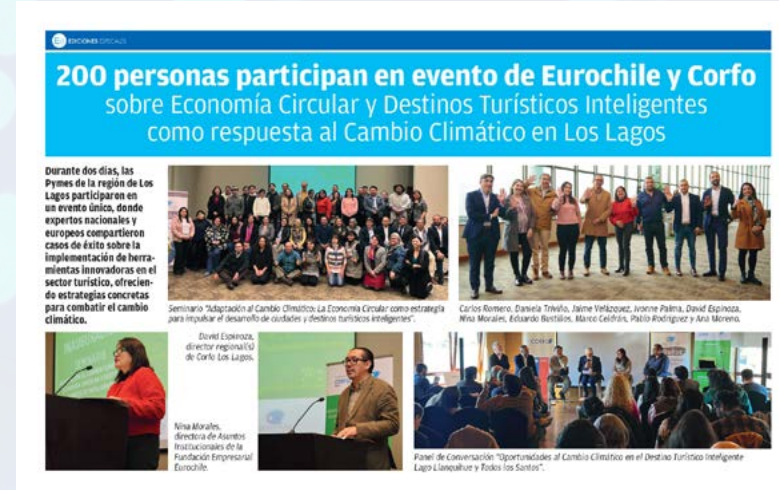 EDICIONES ESPECIALES
200 personas participan en evento de Eurochile y Corfo
sobre Economía Circular y Destinos Turísticos Inteligentes
como respuesta al Cambio Climático en Los Lagos
Durante dos días, las
Pymes de la región de Los
Lagos participaron en
un evento único, donde
expertos nacionales y
europeos compartieron
casos de éxito sobre la
implementación de herra-
mientas innovadoras en el
sector turístico, ofrecien-
do estrategias concretas
para combatir el cambio
climático.
Seminario "Adaptación al Cambio Climático: La Economía Circular como estrategia
para impulsar el desarrollo de ciudades y destinos turísticos inteligentes".
Carlos Romero, Daniela Triviño, Jaime Velázquez, Ivonne Palma, David Espinoza,
Nina Morales, Eduardo Bustillos, Marco Celdrán, Pablo Rodríguez y Ana Moreno.
David Espinoza,
director regional(s)
de Corfo Los Lagos.
Nina Morales,
directora de Asuntos
Institucionales de la
Fundación Empresarial
Eurochile.
Panel de Conversación "Oportunidades al Cambio Climático en el Destino Turístico Inteligente
Lago Llanquihue y Todos los Santos".